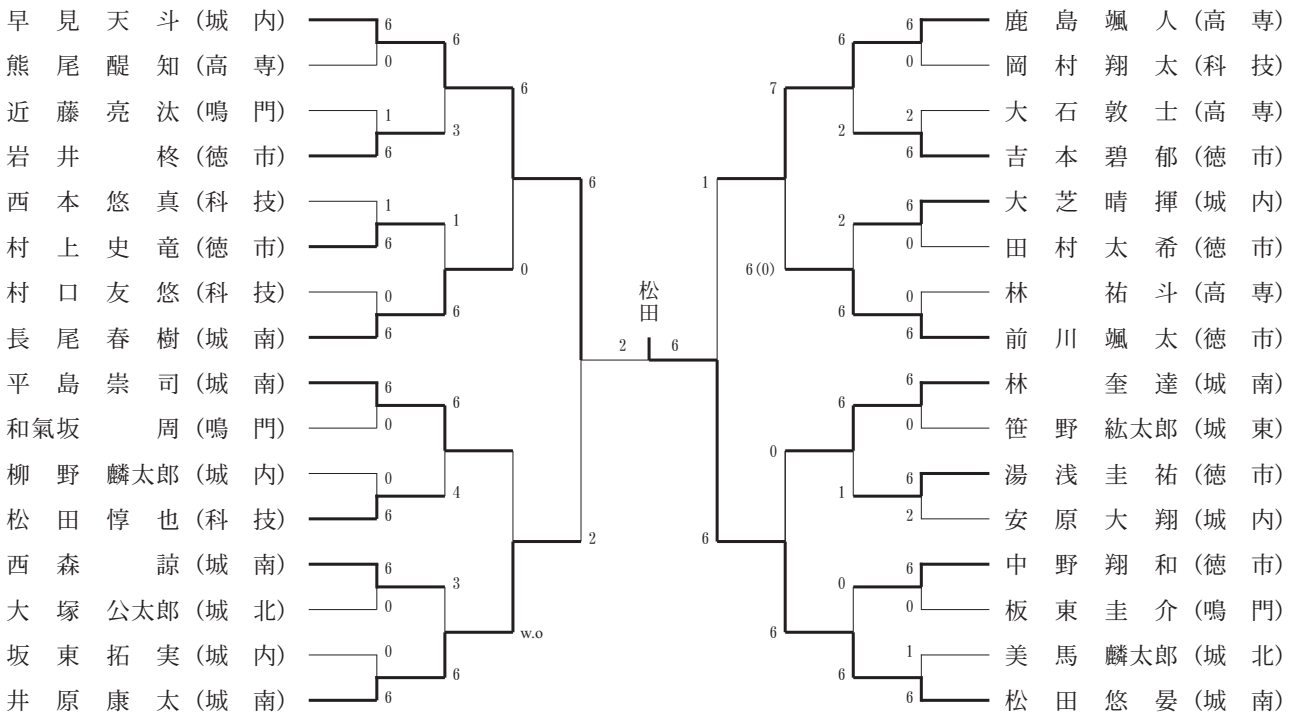 早見天斗(城内)
熊尾醍知(高専)
近藤亮汰(鳴門)
岩井柊(徳市)
西本悠真(科技)
村上史竜(徳市)
村口友悠(科技)
長尾春樹(城南)
平島崇司(城南)
和氣坂周(鳴門)
柳野麟太郎(城内)
松田惇也(科技)
西森諒(城南)
大塚公太郎(城北)
坂東拓実(城内)
井原康太(城南)
6
0
1
6
1
6
0
6
6
0
0
6
6
0
0
6
6
3
1
6
6
4
3
6
6
0
w.o
6
2
2
松田
6
1
6
7
6(0)
0
6
6
2
2
6
6
1
0
6
6
0
2
6
6
0
0
6
6
0
6
2
6
0
1
6
鹿島颯人(高専)
岡村翔太(科技)
大石敦士(高専)
吉本碧郁(徳市)
大芝晴揮(城内)
田村太希(徳市)
林祐斗(高専)
前川颯太(徳市)
林奎達(城南)
笹野紘太郎(城東)
湯浅圭祐(徳市)
安原大翔(城内)
中野翔和(徳市)
板東圭介(鳴門)
美馬麟太郎(城北)
松田悠晏(城南)